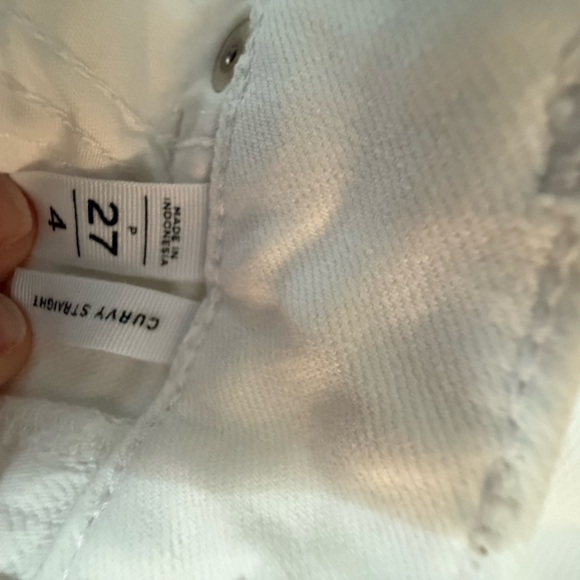 MADE IN
INDONESIA
P
27
4
CURVY STRAIGHT